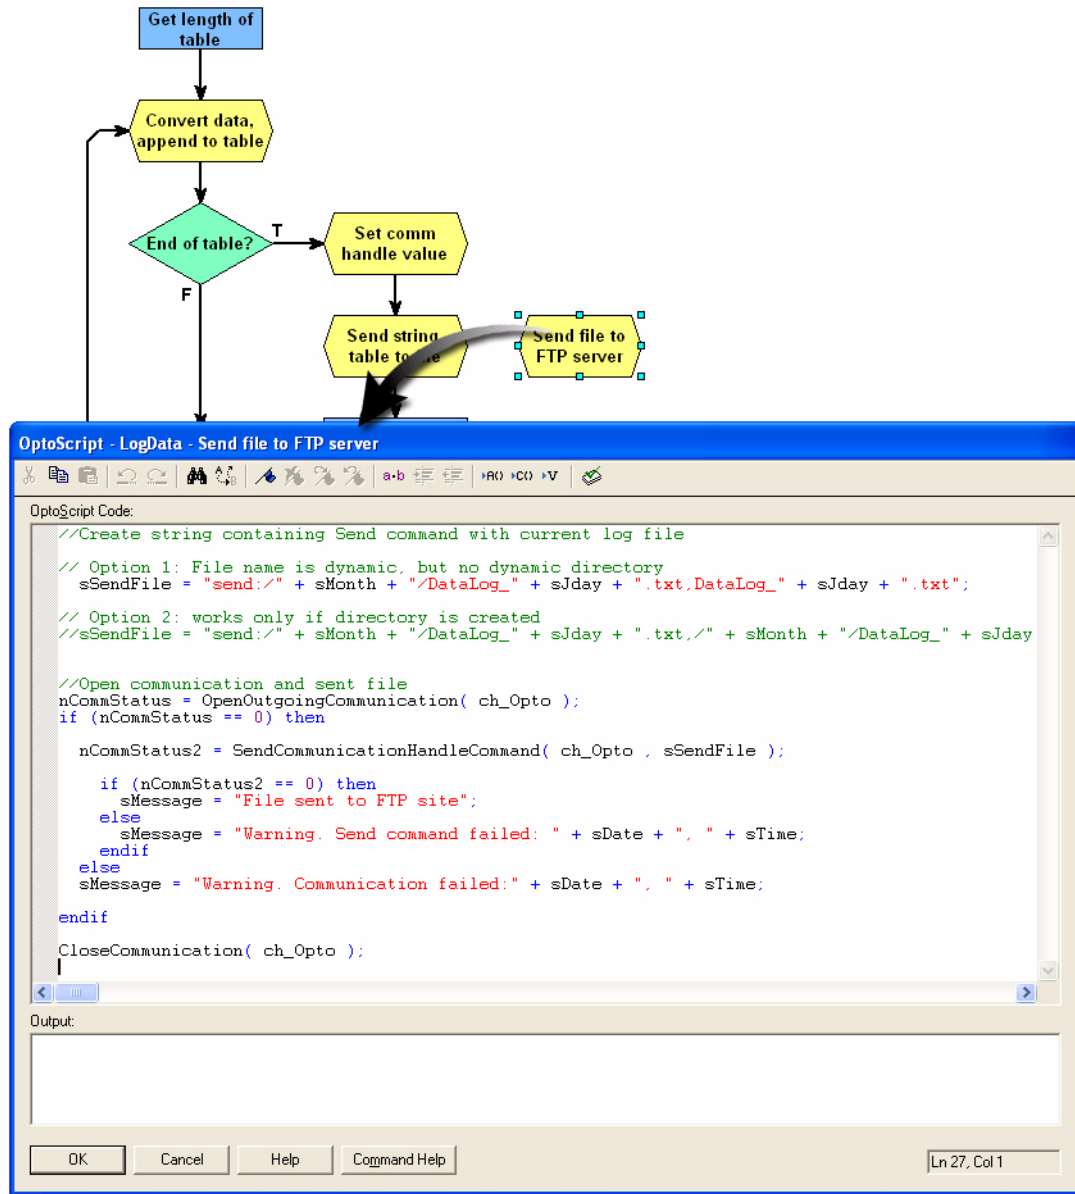 Get length of
table
Convert data,
append to table
End of table?
T
F
Set comm
handle value
Send string
table to
Send file to
FTP server
OptoScript - LogData - Send file to FTP server
a·b
A()
C()
V
OptoScript Code:
//Create string containing Send command with current log file
// Option 1: File name is dynamic, but no dynamic directory
sSendFile = "send:/" + sMonth + "/DataLog_" + sJday + ".txt,DataLog_" + sJday + ".txt";
// Option 2: works only if directory is created
//sSendFile = "send:/" + sMonth + "/DataLog_" + sJday + ".txt,/" + sMonth + "/DataLog_" + sJday
//Open communication and sent file
nCommStatus = OpenOutgoingCommunication( ch_Opto );
if (nCommStatus == 0) then
nCommStatus2 = SendCommunicationHandleCommand( ch_Opto , sSendFile );
if (nCommStatus2 == 0) then
sMessage = "File sent to FTP site";
else
sMessage = "Warning. Send command failed: " + sDate + ", " + sTime;
endif
else
sMessage = "Warning. Communication failed:" + sDate + ", " + sTime;
endif
CloseCommunication( ch_Opto );
Output:
OK
Cancel
Help
Command Help
Ln 27, Col 1